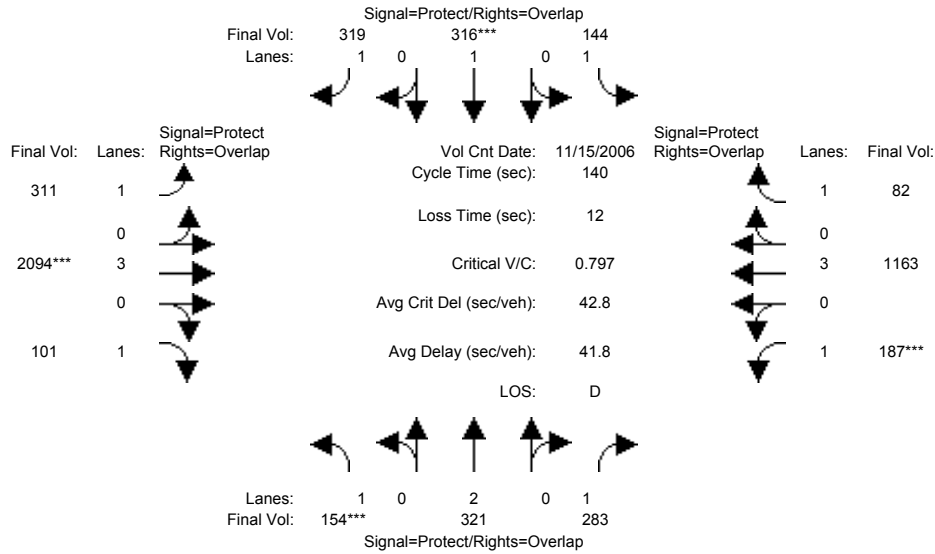 Signal=Protect/Rights=Overlap
Final Vol: 319 316*** 144
Lanes: 1 0 1 0 1
Signal=Protect
Final Vol: Lanes: Rights=Overlap
Vol Cnt Date: 11/15/2006
Signal=Protect
Rights=Overlap Lanes: Final Vol:
Cycle Time (sec): 140
311 1
1 82
Loss Time (sec): 12
0
0
2094*** 3
Critical V/C: 0.797
3 1163
0
Avg Crit Del (sec/veh): 42.8
0
101 1
Avg Delay (sec/veh): 41.8
1 187***
LOS: D
Lanes: 1 0 2 0 1
Final Vol: 154*** 321 283
Signal=Protect/Rights=Overlap